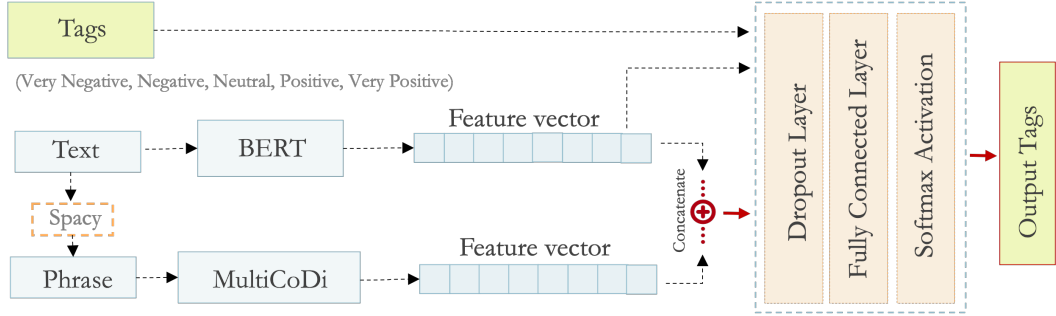 Tags
(Very Negative, Negative, Neutral, Positive, Very Positive)
Text
BERT
Feature vector
Spacy
Phrase
MultiCoDi
Feature vector
Concatenate
Dropout Layer
Fully Connected Layer
Softmax Activation
Output Tags